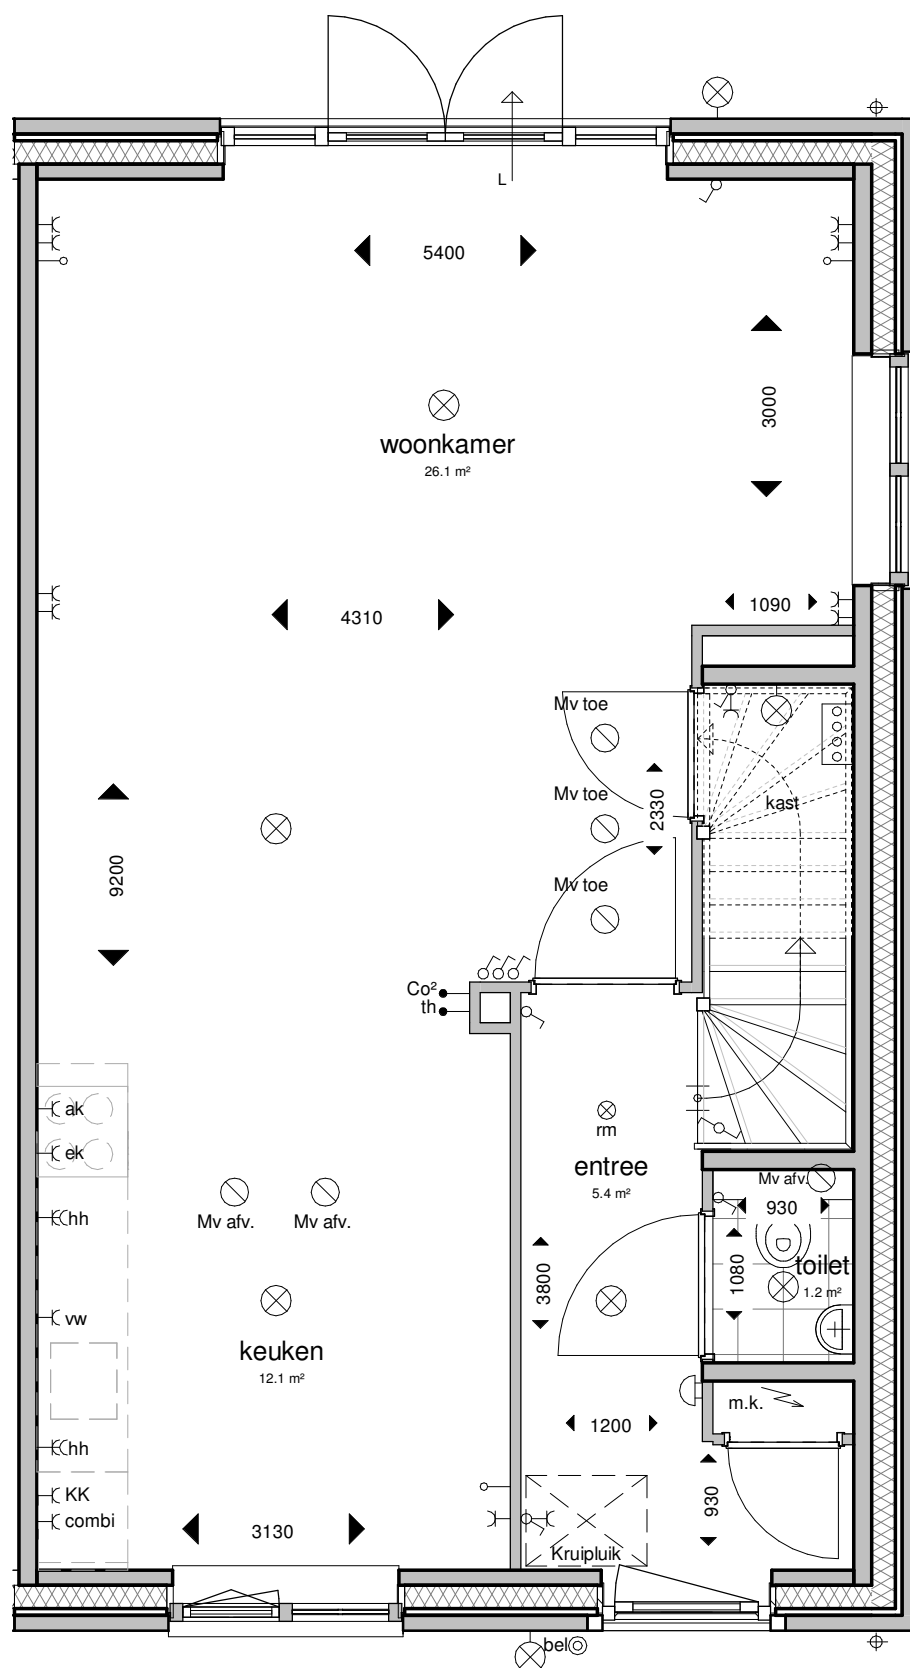 L
5400
3000
woonkamer
26.1 m²
1090
4310
Mv toe
kast
Mv toe
2330
9200
Mv toe
Co²
th
ak
rm
ek
entree
5.4 m²
Mv afv.
930
hh
Mv afv.
Mv afv.
toilet
1080
3800
1.2 m²
vw
keuken
12.1 m²
m.k.
1200
hh
930
KK
combi
3130
Kruipluik
bel